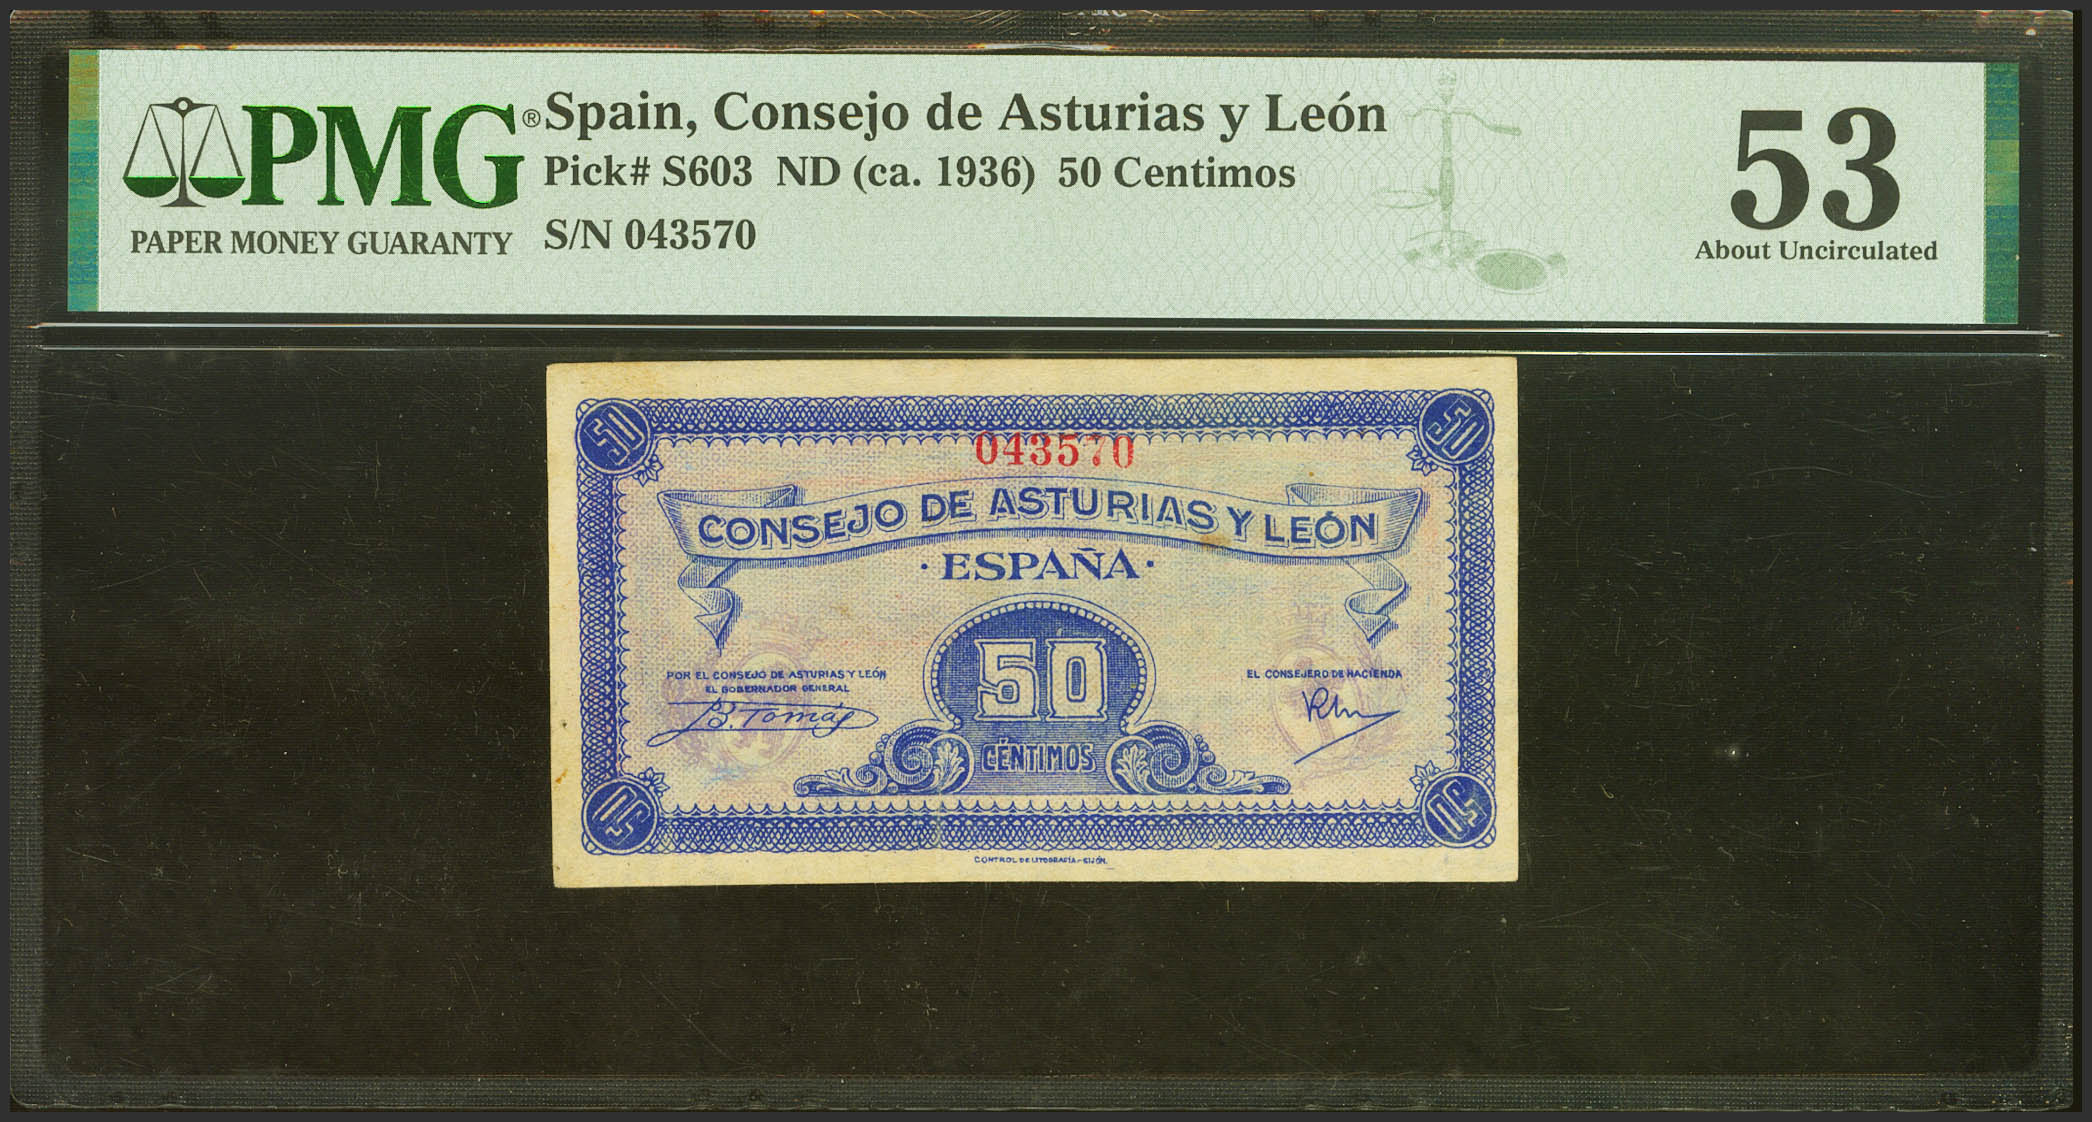 PMG®
PAPER MONEY GUARANTY
Spain, Consejo de Asturias y León
Pick# S603 ND (ca. 1936) 50 Centimos
S/N 043570
53
About Uncirculated
50
50
043570
CONSEJO DE ASTURIAS Y LEÓN
· ESPAÑA ·
50
CÉNTIMOS
POR EL CONSEJO DE ASTURIAS Y LEÓN
EL GOBERNADOR GENERAL
B. Tomás
EL CONSEJERO DE HACIENDA
50
50
CONTROL DE LITOGRAFÍA.-GIJÓN.